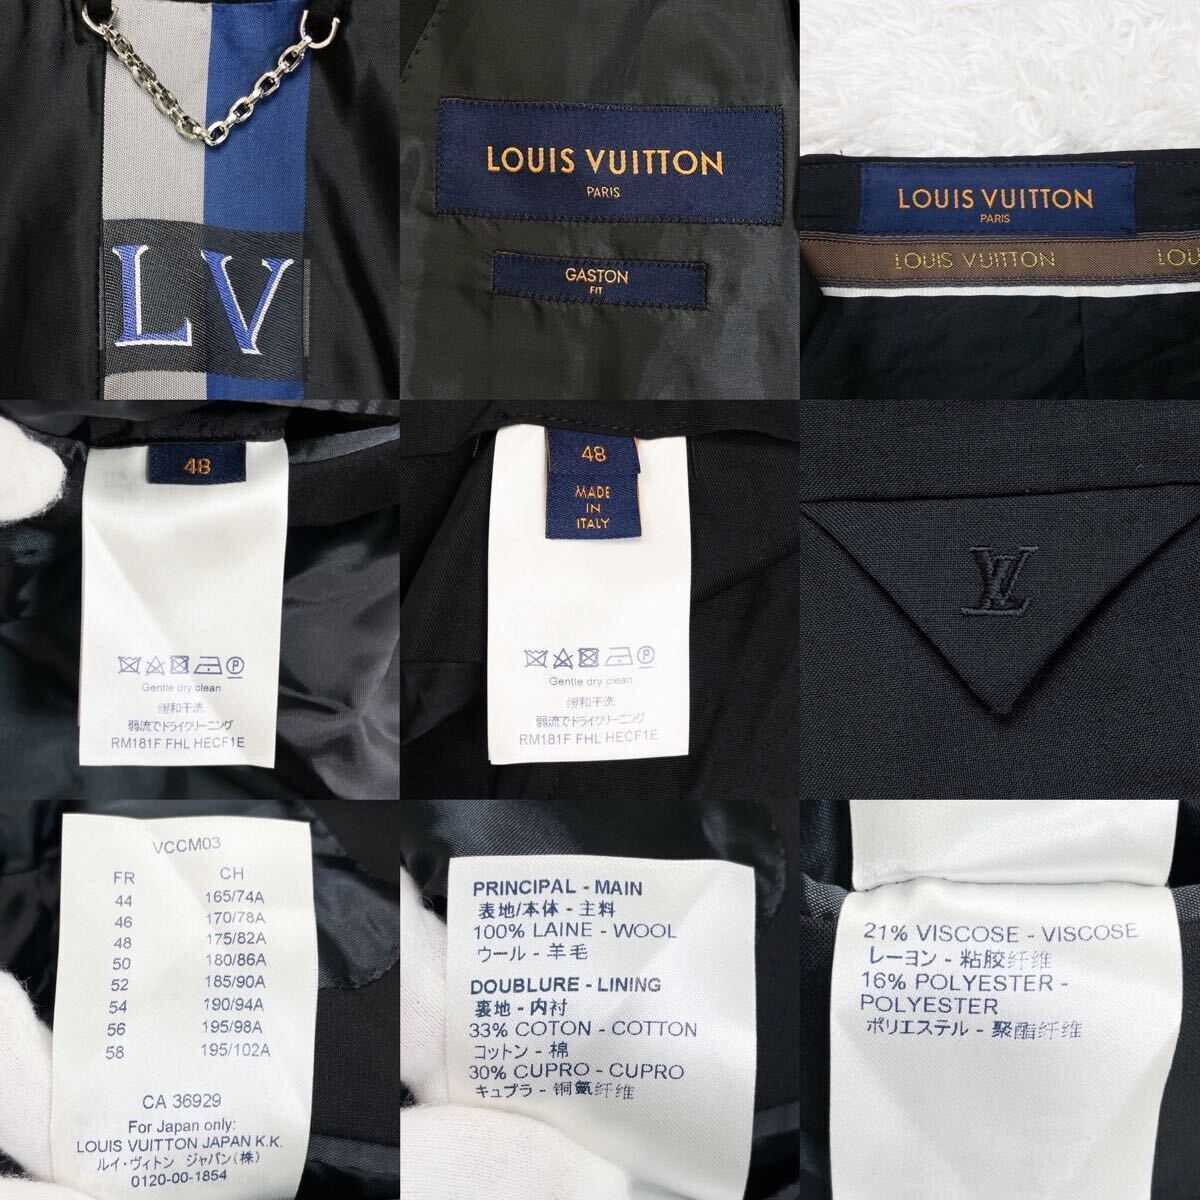 LV
LOUIS VUITTON
PARIS
GASTON
FIT
LOUIS VUITTON
PARIS
LOUIS VUITTON LOU
48
Gentle dry clean
缓和干洗
弱流でドライクリーニング
RM181F FHL HECF1E
48
MADE
IN
ITALY
Gentle dry clean
缓和干洗
弱流でドライクリーニング
RM181F FHL HECF1E
LV
VCCM03
FR CH
44 165/74A
46 170/78A
48 175/82A
50 180/86A
52 185/90A
54 190/94A
56 195/98A
58 195/102A
CA 36929
For Japan only:
LOUIS VUITTON JAPAN K.K.
ルイ・ヴィトン ジャパン(株)
0120-00-1854
PRINCIPAL - MAIN
表地/本体 - 主料
100% LAINE - WOOL
ウール - 羊毛
DOUBLURE - LINING
裏地 - 内衬
33% COTON - COTTON
コットン - 棉
30% CUPRO - CUPRO
キュプラ - 铜氨纤维
21% VISCOSE - VISCOSE
レーヨン - 粘胶纤维
16% POLYESTER -
POLYESTER
ポリエステル - 聚酯纤维